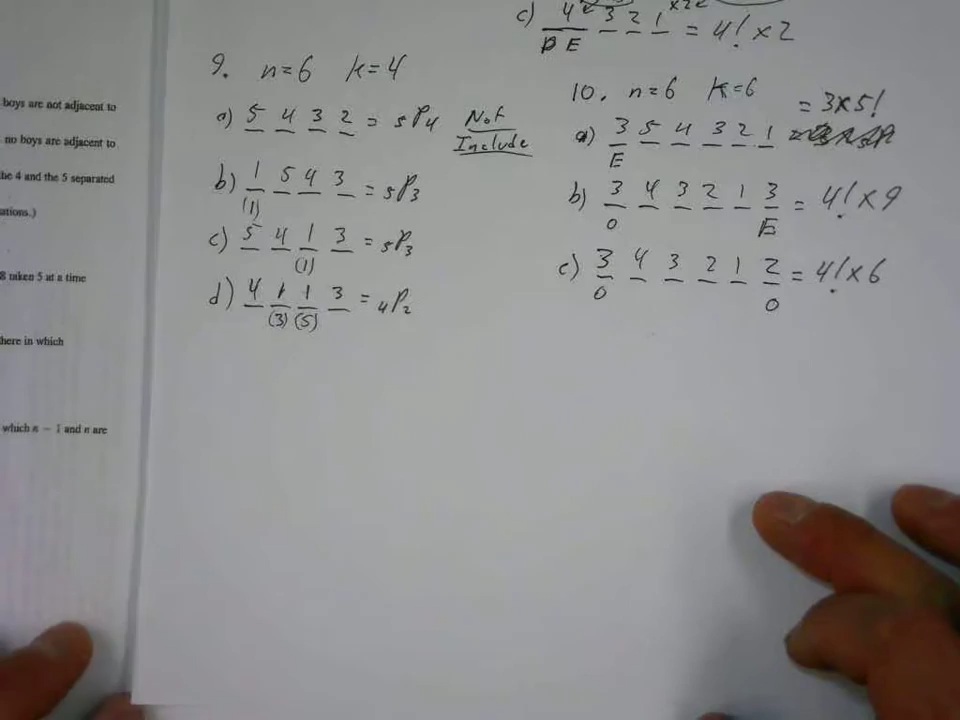 boys are not adjacent to
no boys are adjacent to
he 4 and the 5 separated
ations.)
8 taken 5 at a time
here in which
which n − 1 and n are
c) 4 3 2 1 ×2 = 4! × 2
D E
9. n=6 k=4
a) 5 4 3 2 = 5P4 Not Include
b) 1 5 4 3 = 5P3
(1)
c) 5 4 1 3 = 5P3
(1)
d) 4 1 1 3 = 4P2
(3) (5)
10. n=6 k=6
= 3×5!
a) 3 5 4 3 2 1
E
b) 3 4 3 2 1 3 = 4! × 9
O E
c) 3 4 3 2 1 2 = 4! × 6
O O